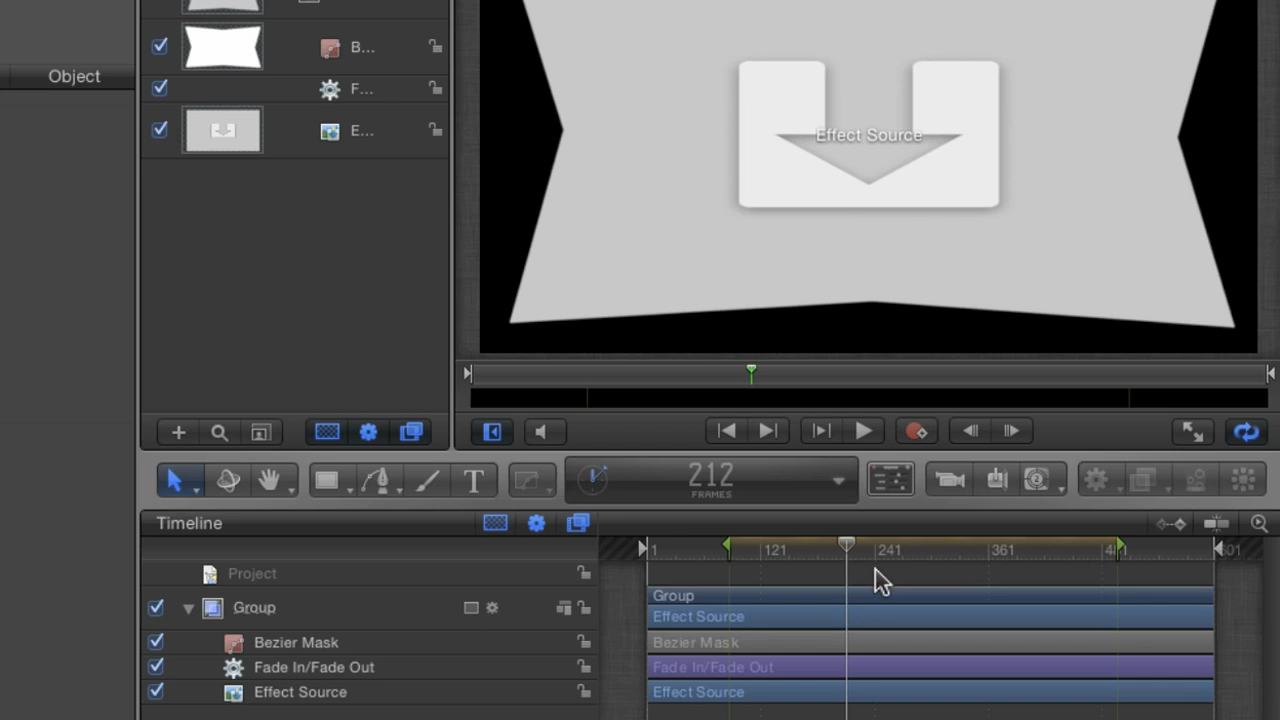 Object
B...
F...
E...
Effect Source
212
FRAMES
Timeline
1
121
241
361
Project
Group
Group
Effect Source
Bezier Mask
Bezier Mask
Fade In/Fade Out
Fade In/Fade Out
Effect Source
Effect Source